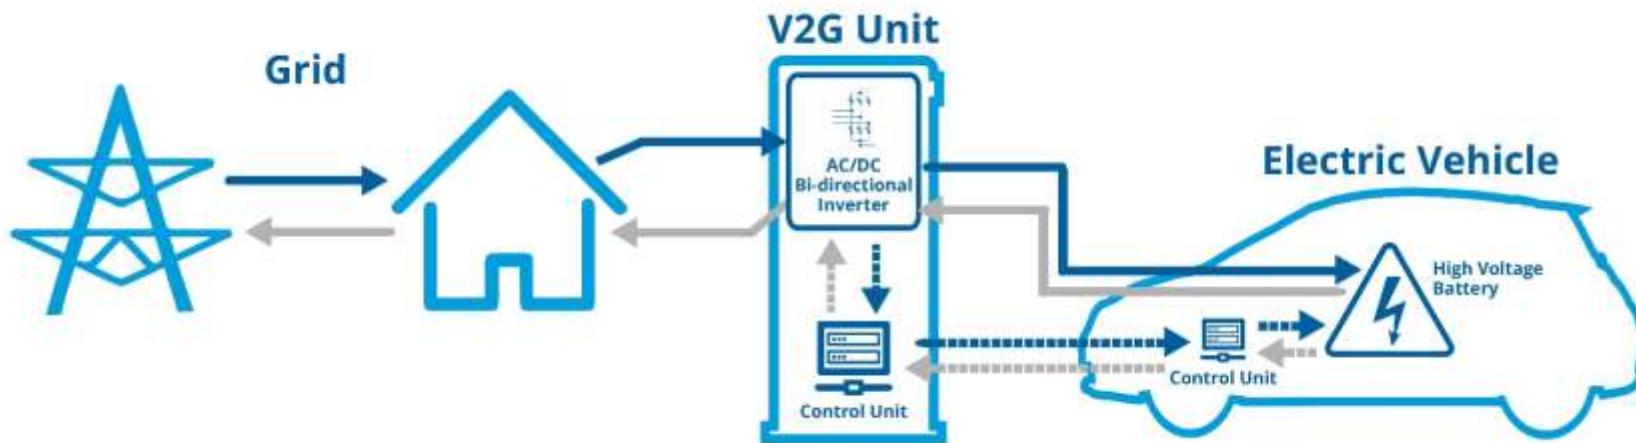 V2G Unit
Grid
AC/DC
Bi-directional
Inverter
Electric Vehicle
High Voltage
Battery
Control Unit
Control Unit